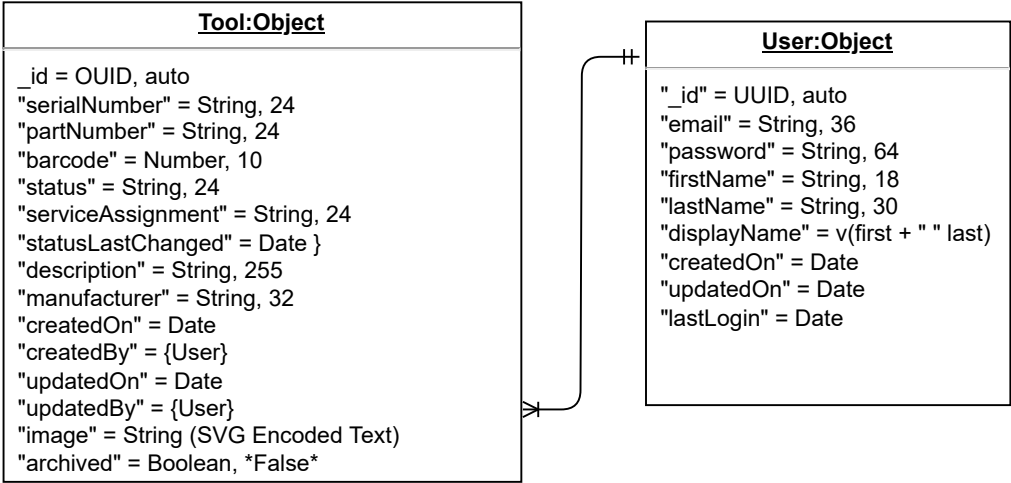 Tool:Object
_id = OUID, auto
"serialNumber" = String, 24
"partNumber" = String, 24
"barcode" = Number, 10
"status" = String, 24
"serviceAssignment" = String, 24
"statusLastChanged" = Date }
"description" = String, 255
"manufacturer" = String, 32
"createdOn" = Date
"createdBy" = {User}
"updatedOn" = Date
"updatedBy" = {User}
"image" = String (SVG Encoded Text)
"archived" = Boolean, *False*
User:Object
"_id" = UUID, auto
"email" = String, 36
"password" = String, 64
"firstName" = String, 18
"lastName" = String, 30
"displayName" = v(first + " " last)
"createdOn" = Date
"updatedOn" = Date
"lastLogin" = Date